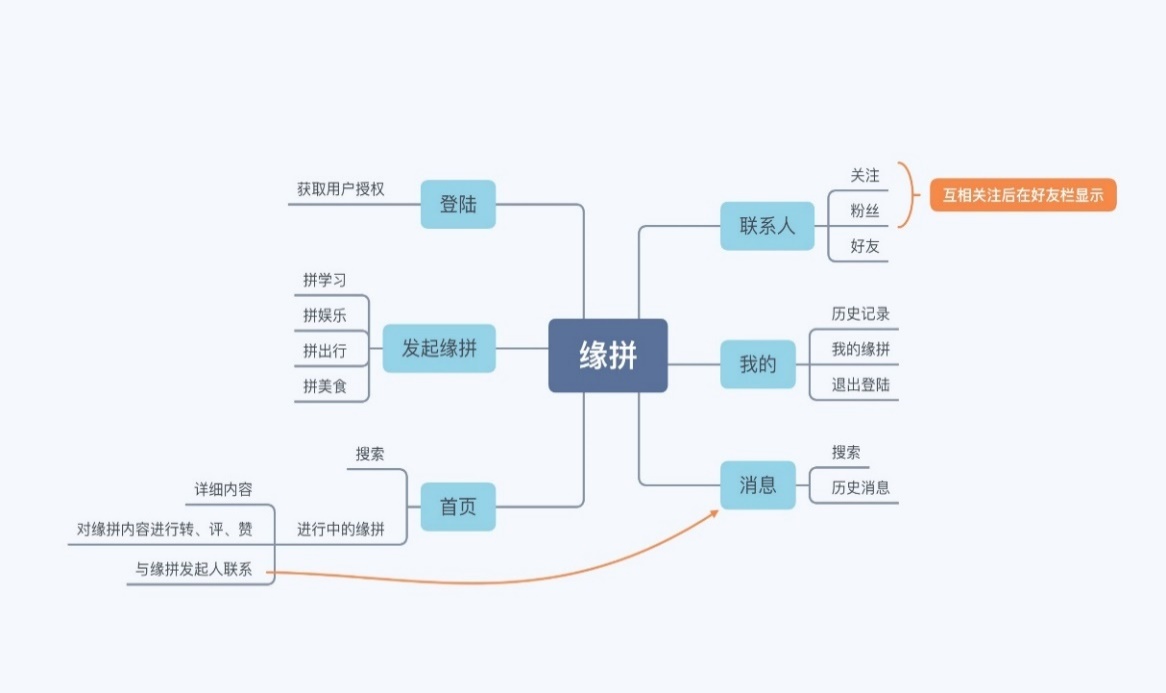 缘拼
登陆
获取用户授权
发起缘拼
拼学习
拼娱乐
拼出行
拼美食
首页
搜索
进行中的缘拼
详细内容
对缘拼内容进行转、评、赞
与缘拼发起人联系
联系人
关注
粉丝
好友
互相关注后在好友栏显示
我的
历史记录
我的缘拼
退出登陆
消息
搜索
历史消息